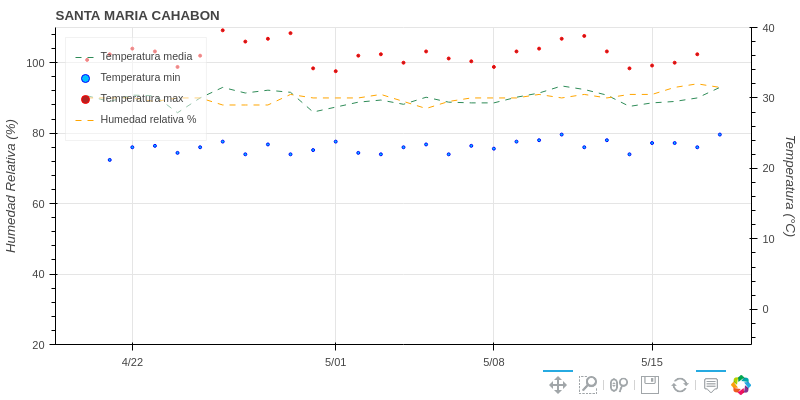 SANTA MARIA CAHABON
Temperatura media
Temperatura min
Temperatura max
Humedad relativa %
Humedad Relativa (%)
100
80
60
40
20
Temperatura (°C)
40
30
20
10
0
4/22
5/01
5/08
5/15